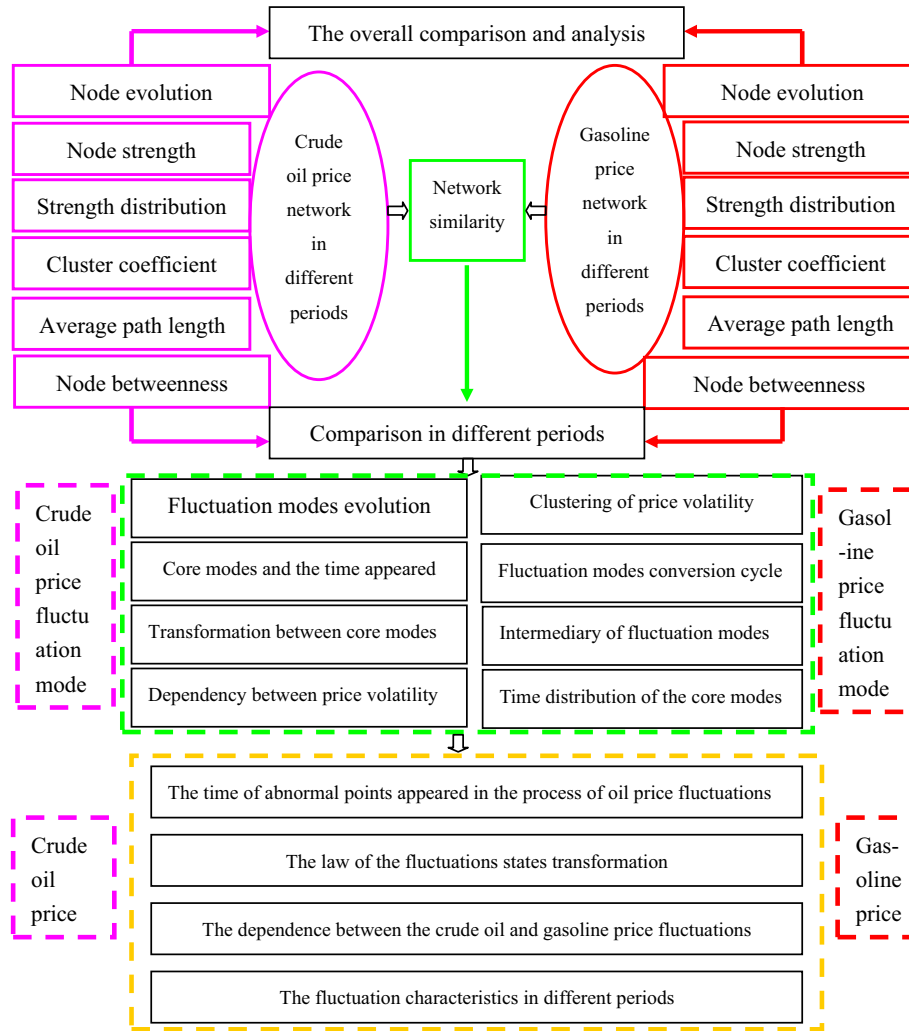 The overall comparison and analysis
Node evolution
Node strength
Strength distribution
Cluster coefficient
Average path length
Node betweenness
Crude
oil price
network
in
different
periods
Network
similarity
Gasoline
price
network
in
different
periods
Node evolution
Node strength
Strength distribution
Cluster coefficient
Average path length
Node betweenness
Comparison in different periods
Crude
oil
price
fluctu
ation
mode
Fluctuation modes evolution
Core modes and the time appeared
Transformation between core modes
Dependency between price volatility
Clustering of price volatility
Fluctuation modes conversion cycle
Intermediary of fluctuation modes
Time distribution of the core modes
Gasol
-ine
price
fluctu
ation
mode
Crude
oil
price
The time of abnormal points appeared in the process of oil price fluctuations
The law of the fluctuations states transformation
The dependence between the crude oil and gasoline price fluctuations
The fluctuation characteristics in different periods
Gas-
oline
price